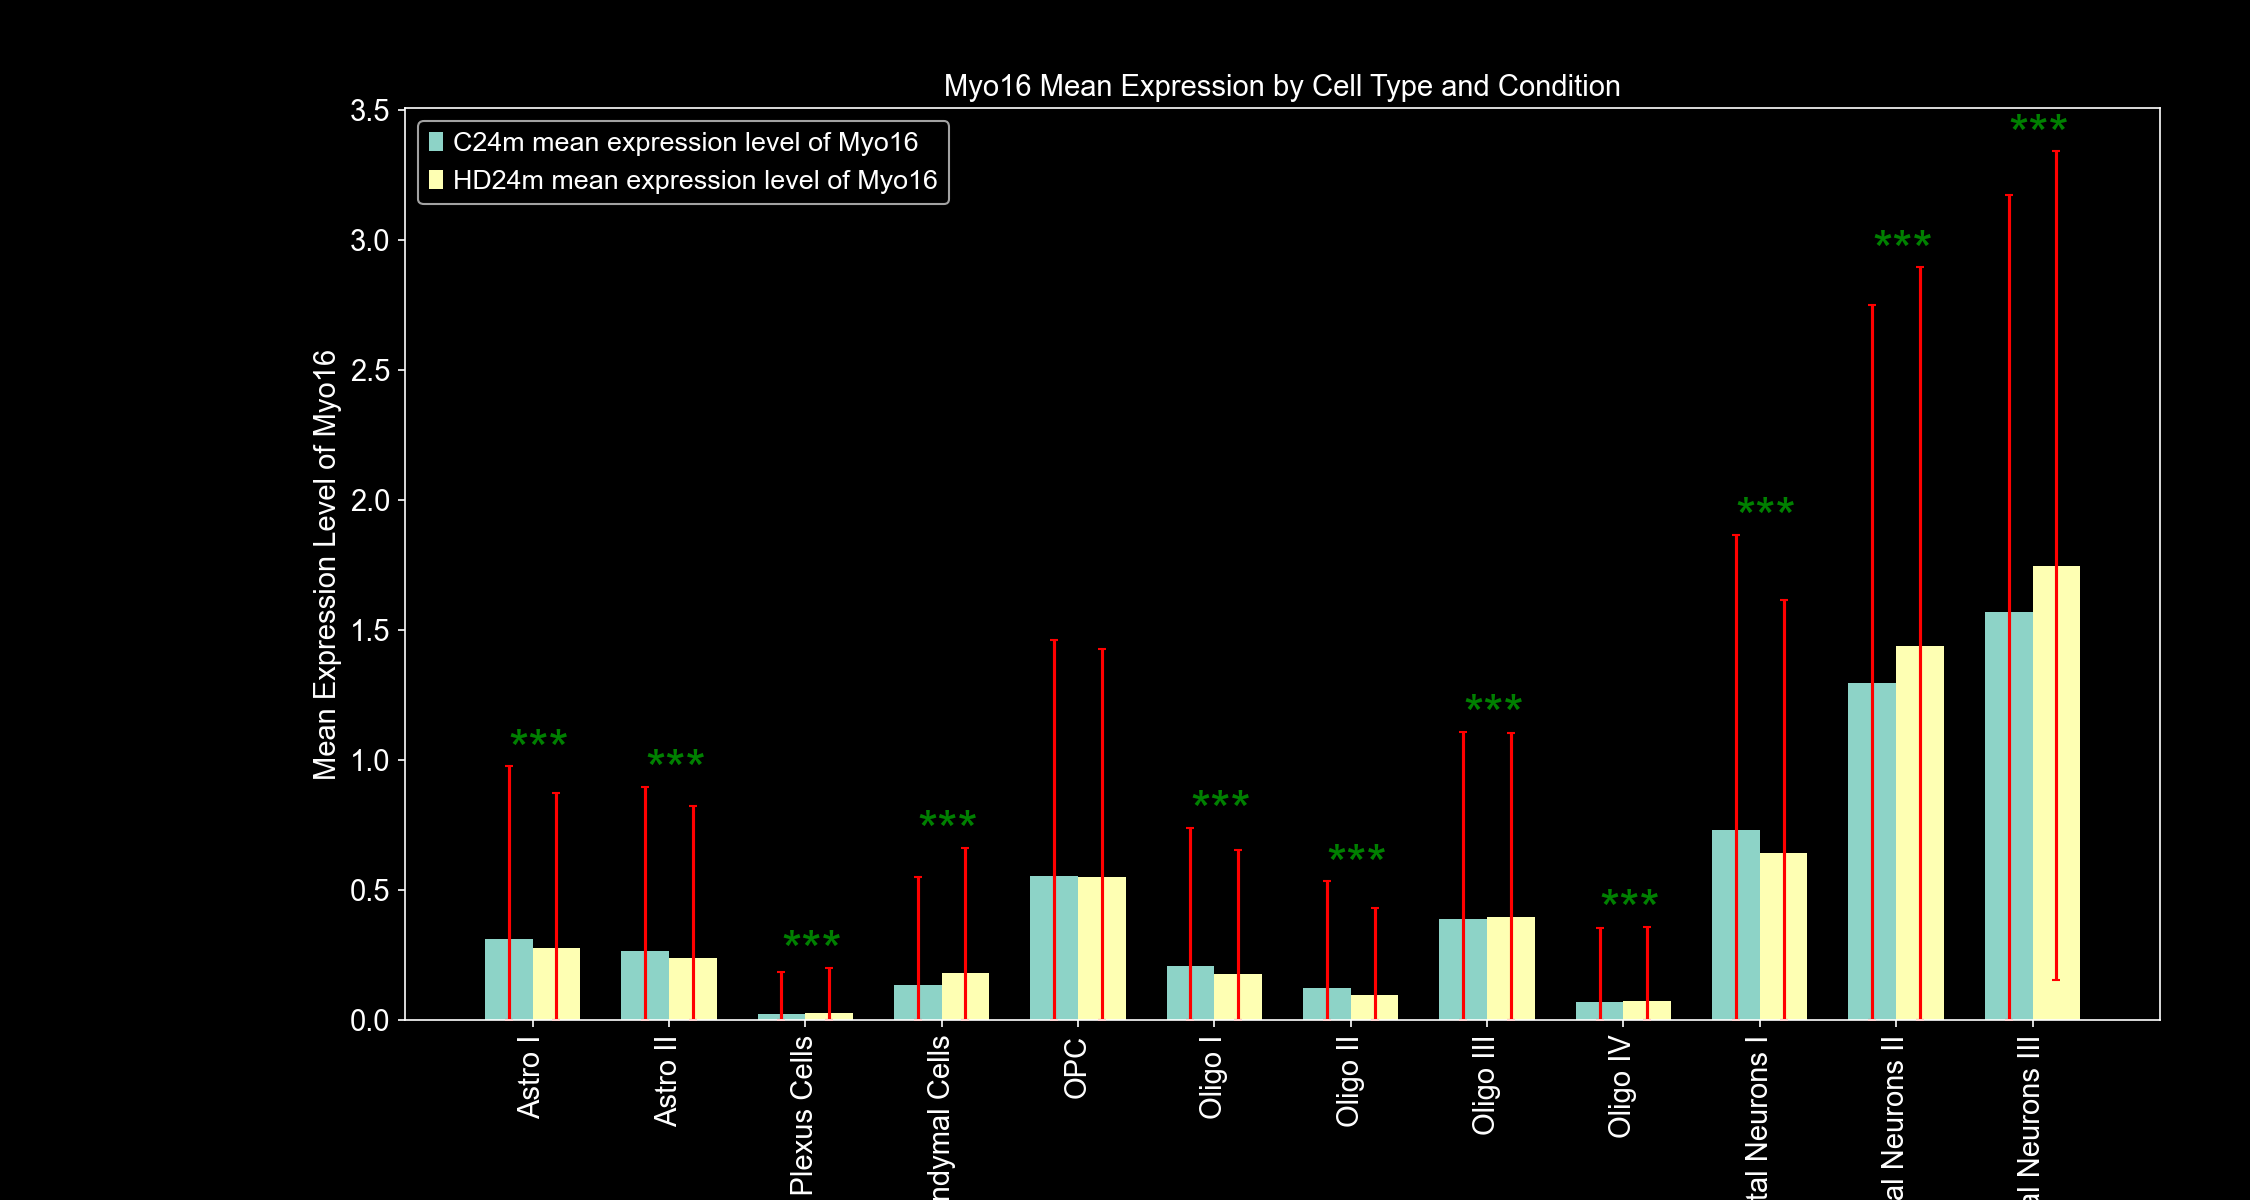 Myo16 Mean Expression by Cell Type and Condition
C24m mean expression level of Myo16
HD24m mean expression level of Myo16
Mean Expression Level of Myo16
3.5
3.0
2.5
2.0
1.5
1.0
0.5
0.0
***
***
***
***
***
***
***
***
***
***
***
Astro I
Astro II
Plexus Cells
ndymal Cells
OPC
Oligo I
Oligo II
Oligo III
Oligo IV
tal Neurons I
al Neurons II
al Neurons III